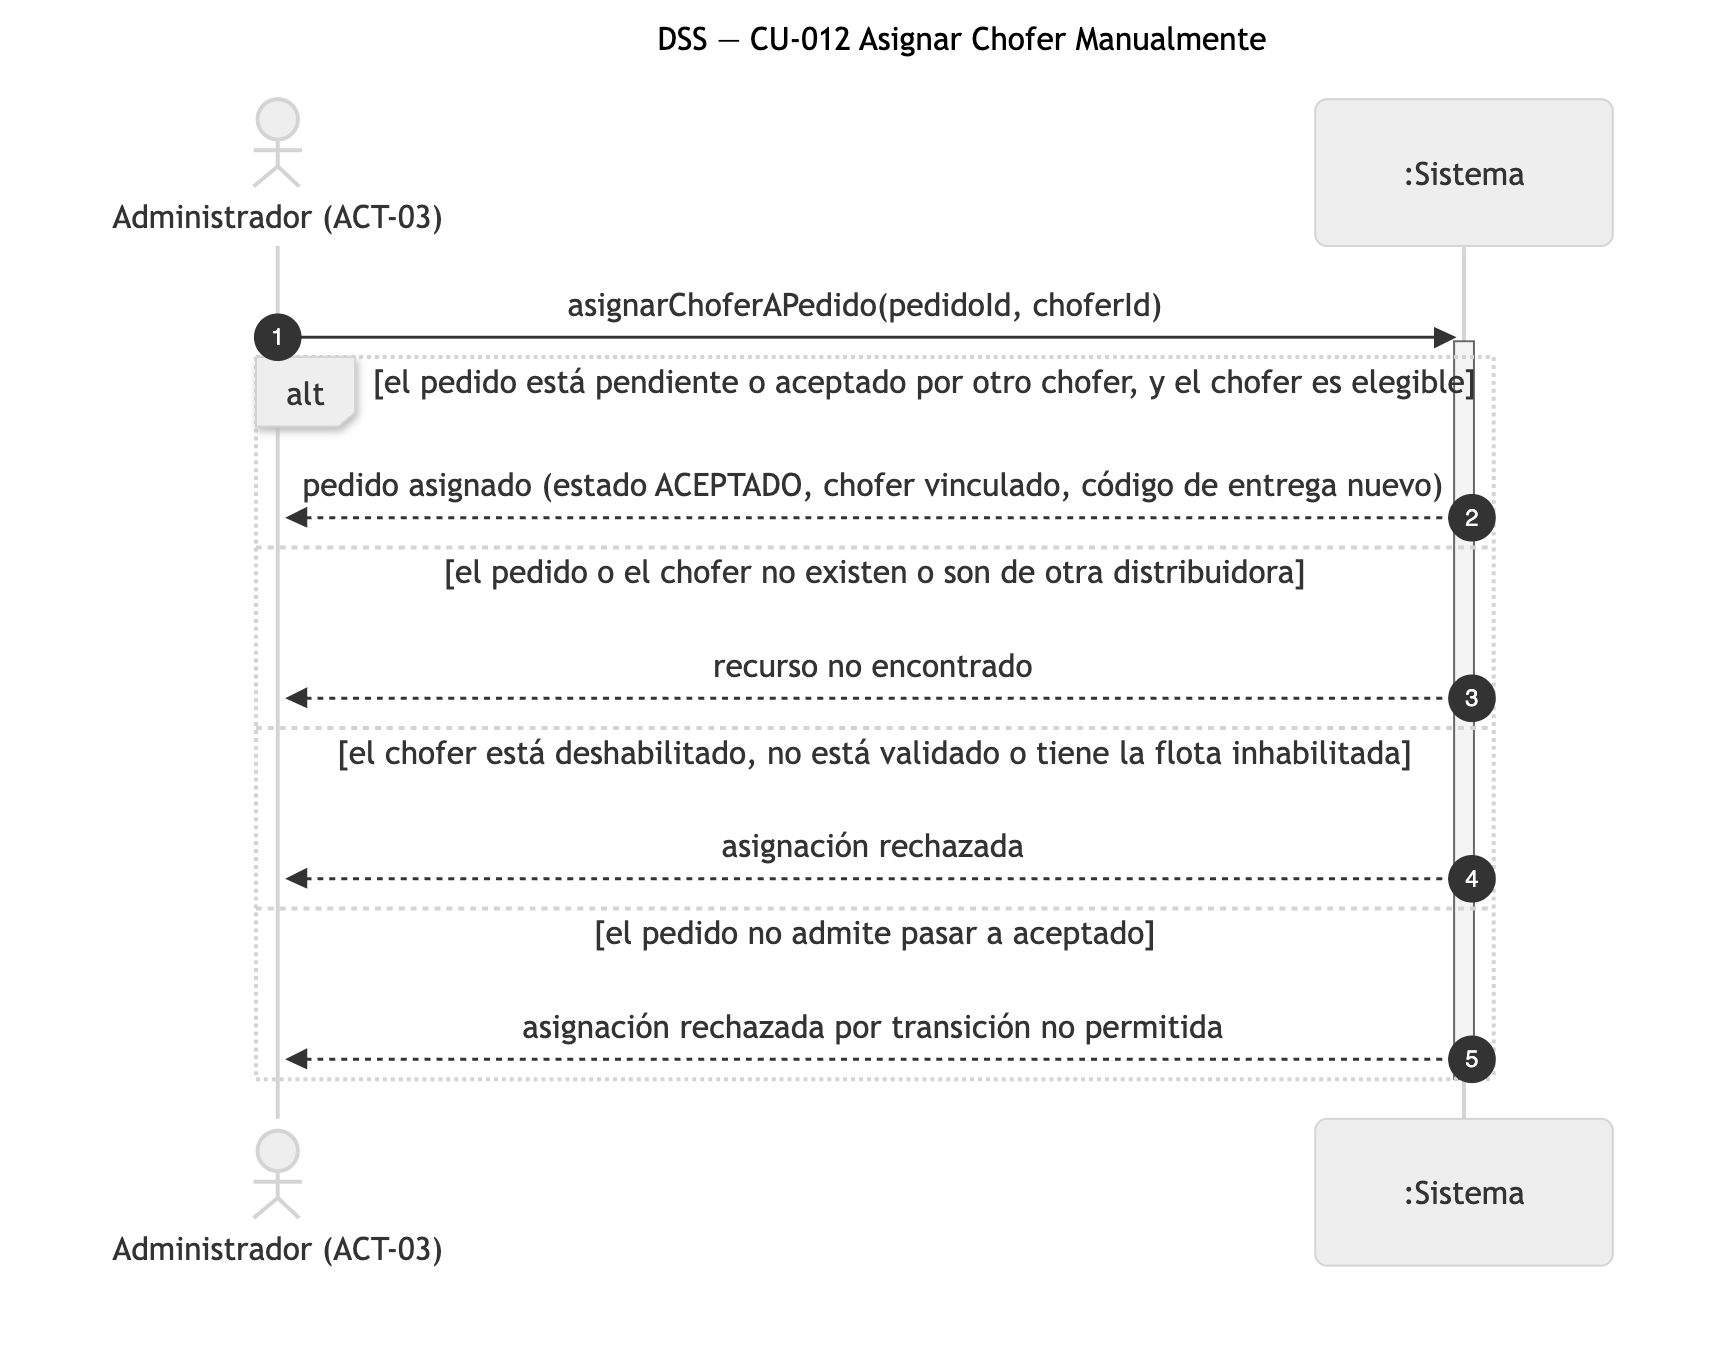 DSS — CU-012 Asignar Chofer Manualmente
Administrador (ACT-03)
:Sistema
asignarChoferAPedido(pedidoId, choferId)
1
alt
[el pedido está pendiente o aceptado por otro chofer, y el chofer es elegible]
pedido asignado (estado ACEPTADO, chofer vinculado, código de entrega nuevo)
2
[el pedido o el chofer no existen o son de otra distribuidora]
recurso no encontrado
3
[el chofer está deshabilitado, no está validado o tiene la flota inhabilitada]
asignación rechazada
4
[el pedido no admite pasar a aceptado]
asignación rechazada por transición no permitida
5
Administrador (ACT-03)
:Sistema